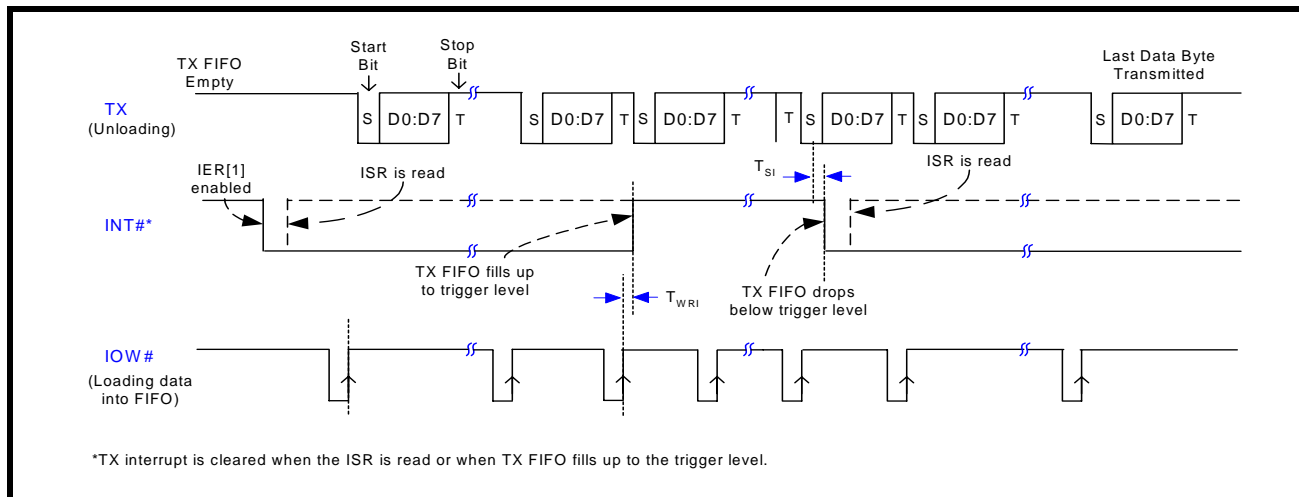 Start
Bit
Stop
Bit
TX FIFO
Empty
Last Data Byte
Transmitted
TX
(Unloading)
S D0:D7 T S D0:D7 T S D0:D7 T T S D0:D7 T S D0:D7 T S D0:D7 T
IER[1]
enabled
ISR is read
TSI
ISR is read
INT#*
TX FIFO fills up
to trigger level
TWRI
TX FIFO drops
below trigger level
IOW#
(Loading data
into FIFO)
*TX interrupt is cleared when the ISR is read or when TX FIFO fills up to the trigger level.